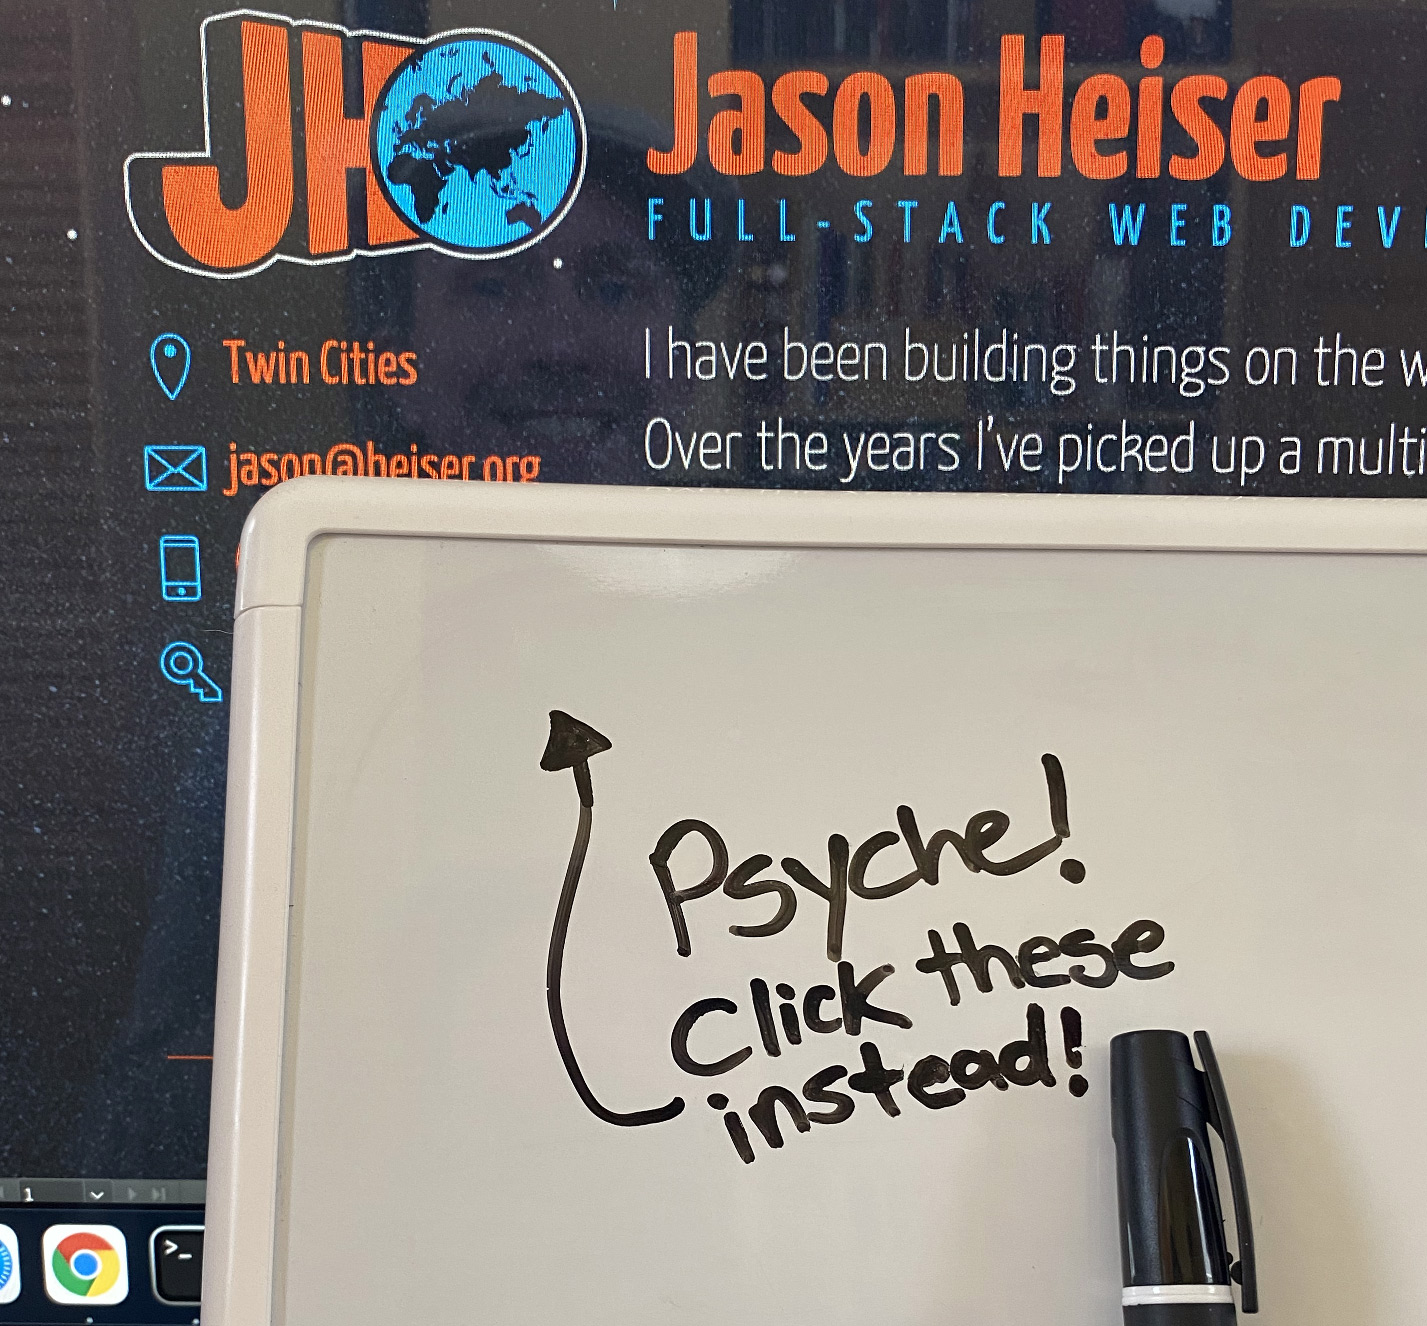 JH
Jason Heiser
FULL-STACK WEB DEV
Twin Cities
I have been building things on the
jason@heiser.org
Over the years I've picked up a
Psyche!
Click these
instead!
1
>_